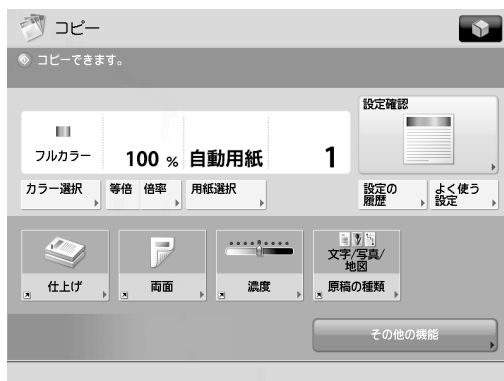 コピー
コピーできます。
設定確認
フルカラー
100 %
自動用紙
1
カラー選択
等倍
倍率
用紙選択
設定の
履歴
よく使う
設定
仕上げ
両面
濃度
文字/写真/
地図
原稿の種類
その他の機能